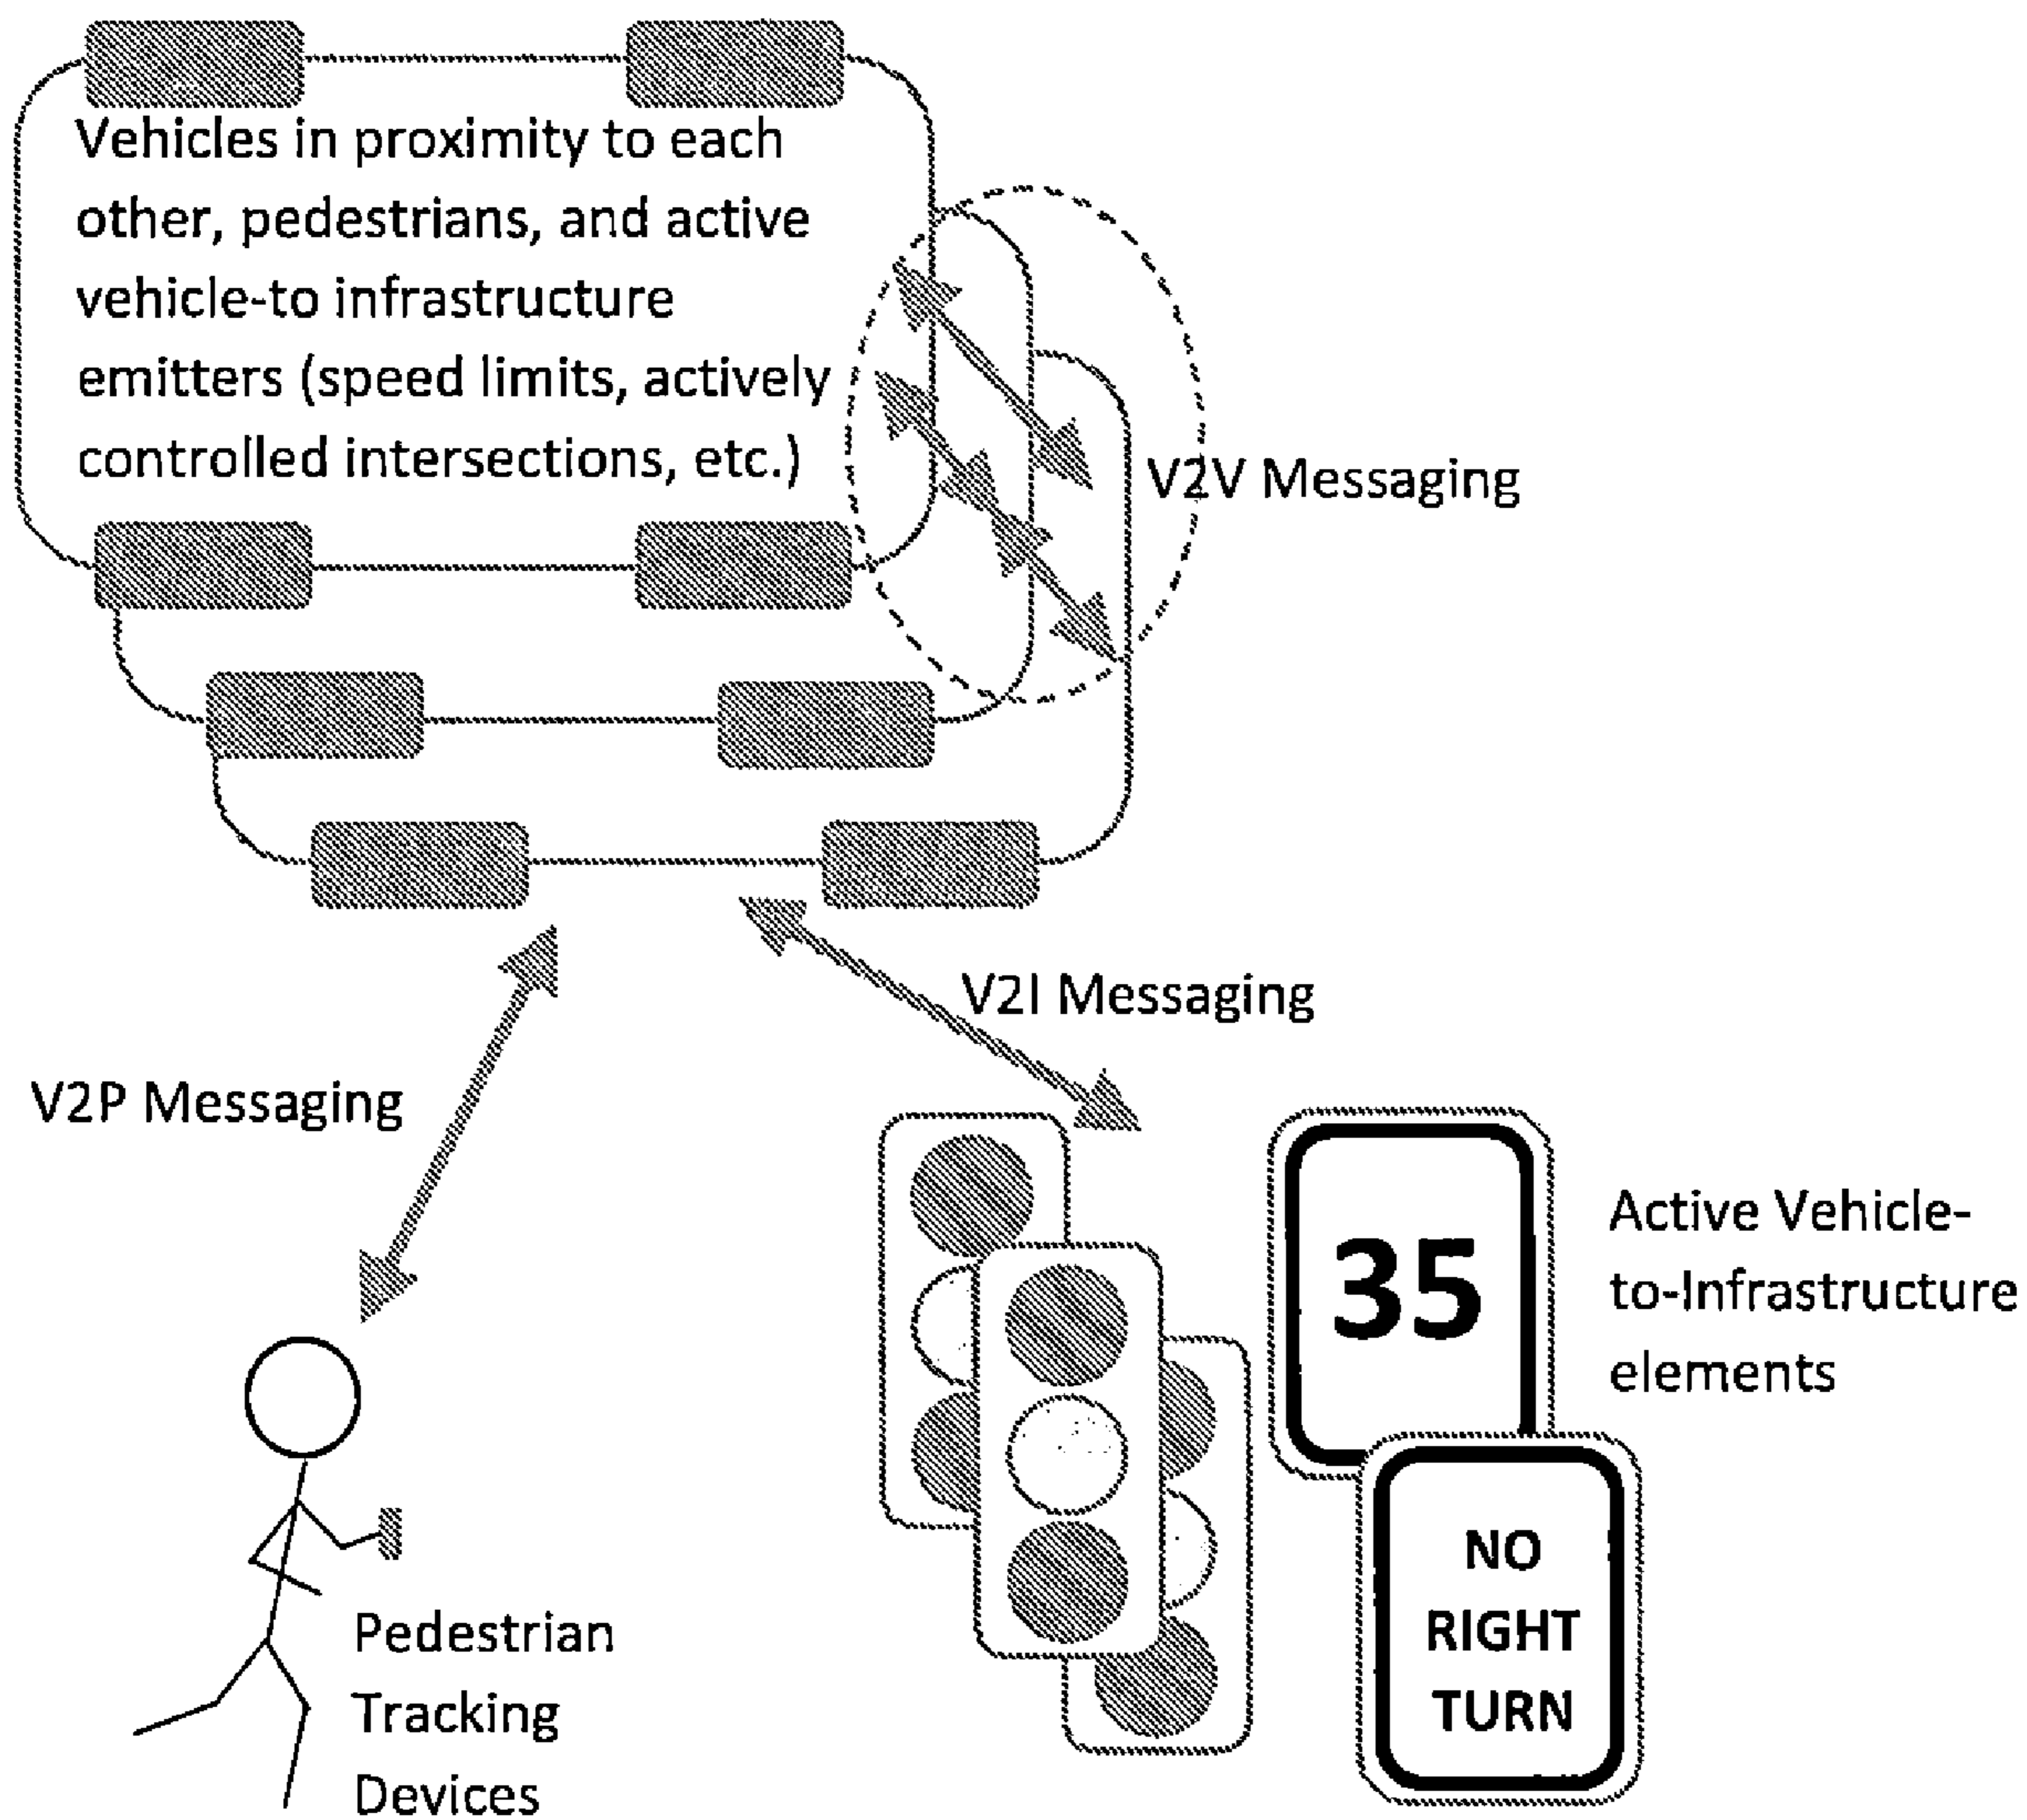 Vehicles in proximity to each
other, pedestrians, and active
vehicle-to infrastructure
emitters (speed limits, actively
controlled intersections, etc.)
V2V Messaging
V2I Messaging
V2P Messaging
35
Active Vehicle-
to-Infrastructure
elements
NO
RIGHT
TURN
Pedestrian
Tracking
Devices